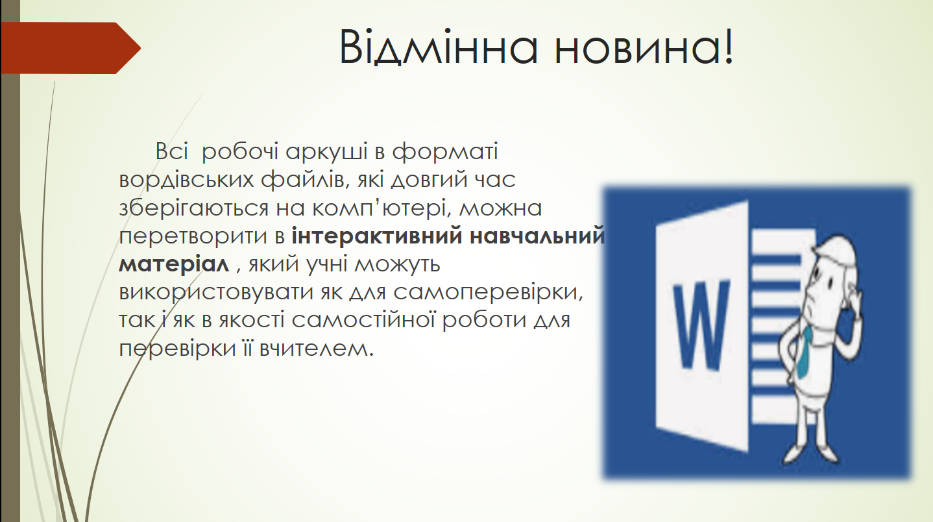 Відмінна новина!
Всі робочі аркуші в форматі
вордівських файлів, які довгий час
зберігаються на комп’ютері, можна
перетворити в інтерактивний навчальний
матеріал , який учні можуть
використовувати як для самоперевірки,
так і як в якості самостійної роботи для
перевірки її вчителем.
W